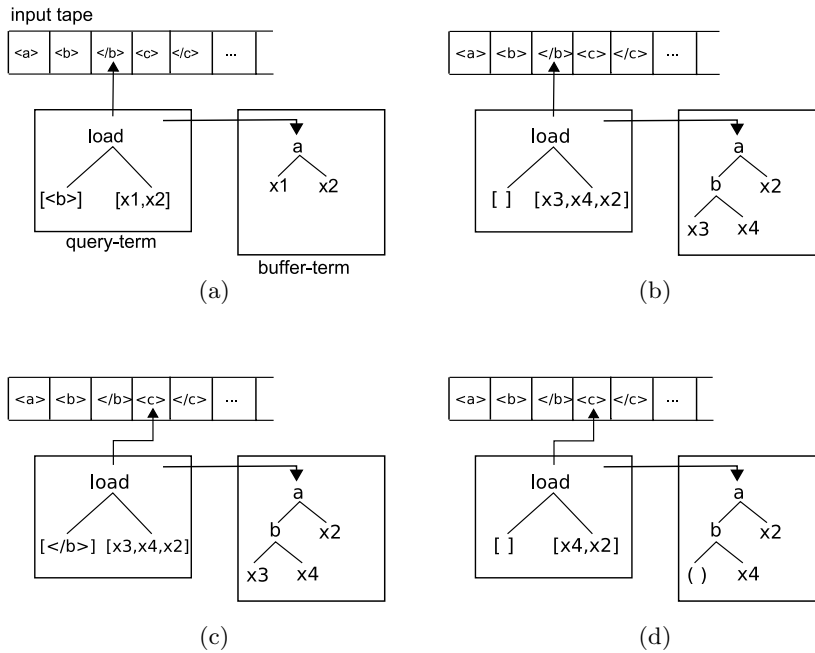 input tape
<a> <b> </b> <c> </c> ...
load
[<b>] [x1,x2]
query-term
a
x1 x2
buffer-term
(a)
<a> <b> </b> <c> </c> ...
load
[ ] [x3,x4,x2]
a
b x2
x3 x4
(b)
<a> <b> </b> <c> </c> ...
load
[</b>] [x3,x4,x2]
a
b x2
x3 x4
(c)
<a> <b> </b> <c> </c> ...
load
[ ] [x4,x2]
a
b x2
( ) x4
(d)